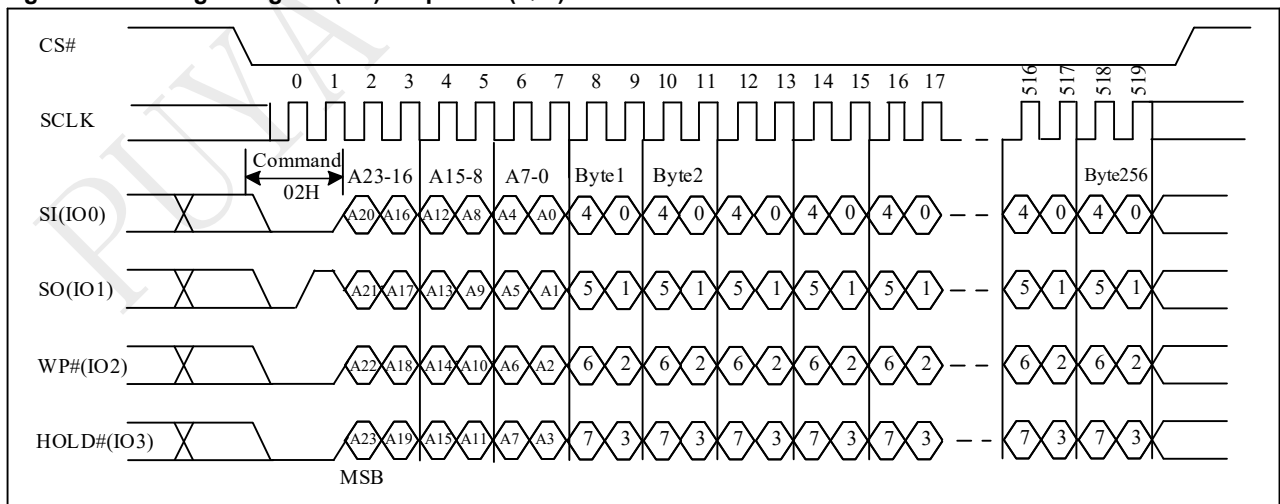 CS#
0 1 2 3 4 5 6 7 8 9 10 11 12 13 14 15 16 17 516 517 518 519
SCLK
Command
02H
A23-16 A15-8 A7-0 Byte1 Byte2 Byte256
SI(IO0) A20 A16 A12 A8 A4 A0 4 0 4 0 4 0 4 0 4 0 4 0 4 0
SO(IO1) A21 A17 A13 A9 A5 A1 5 1 5 1 5 1 5 1 5 1 5 1 5 1
WP#(IO2) A22 A18 A14 A10 A6 A2 6 2 6 2 6 2 6 2 6 2 6 2 6 2
HOLD#(IO3) A23 A19 A15 A11 A7 A3 7 3 7 3 7 3 7 3 7 3 7 3 7 3
MSB
PUYA